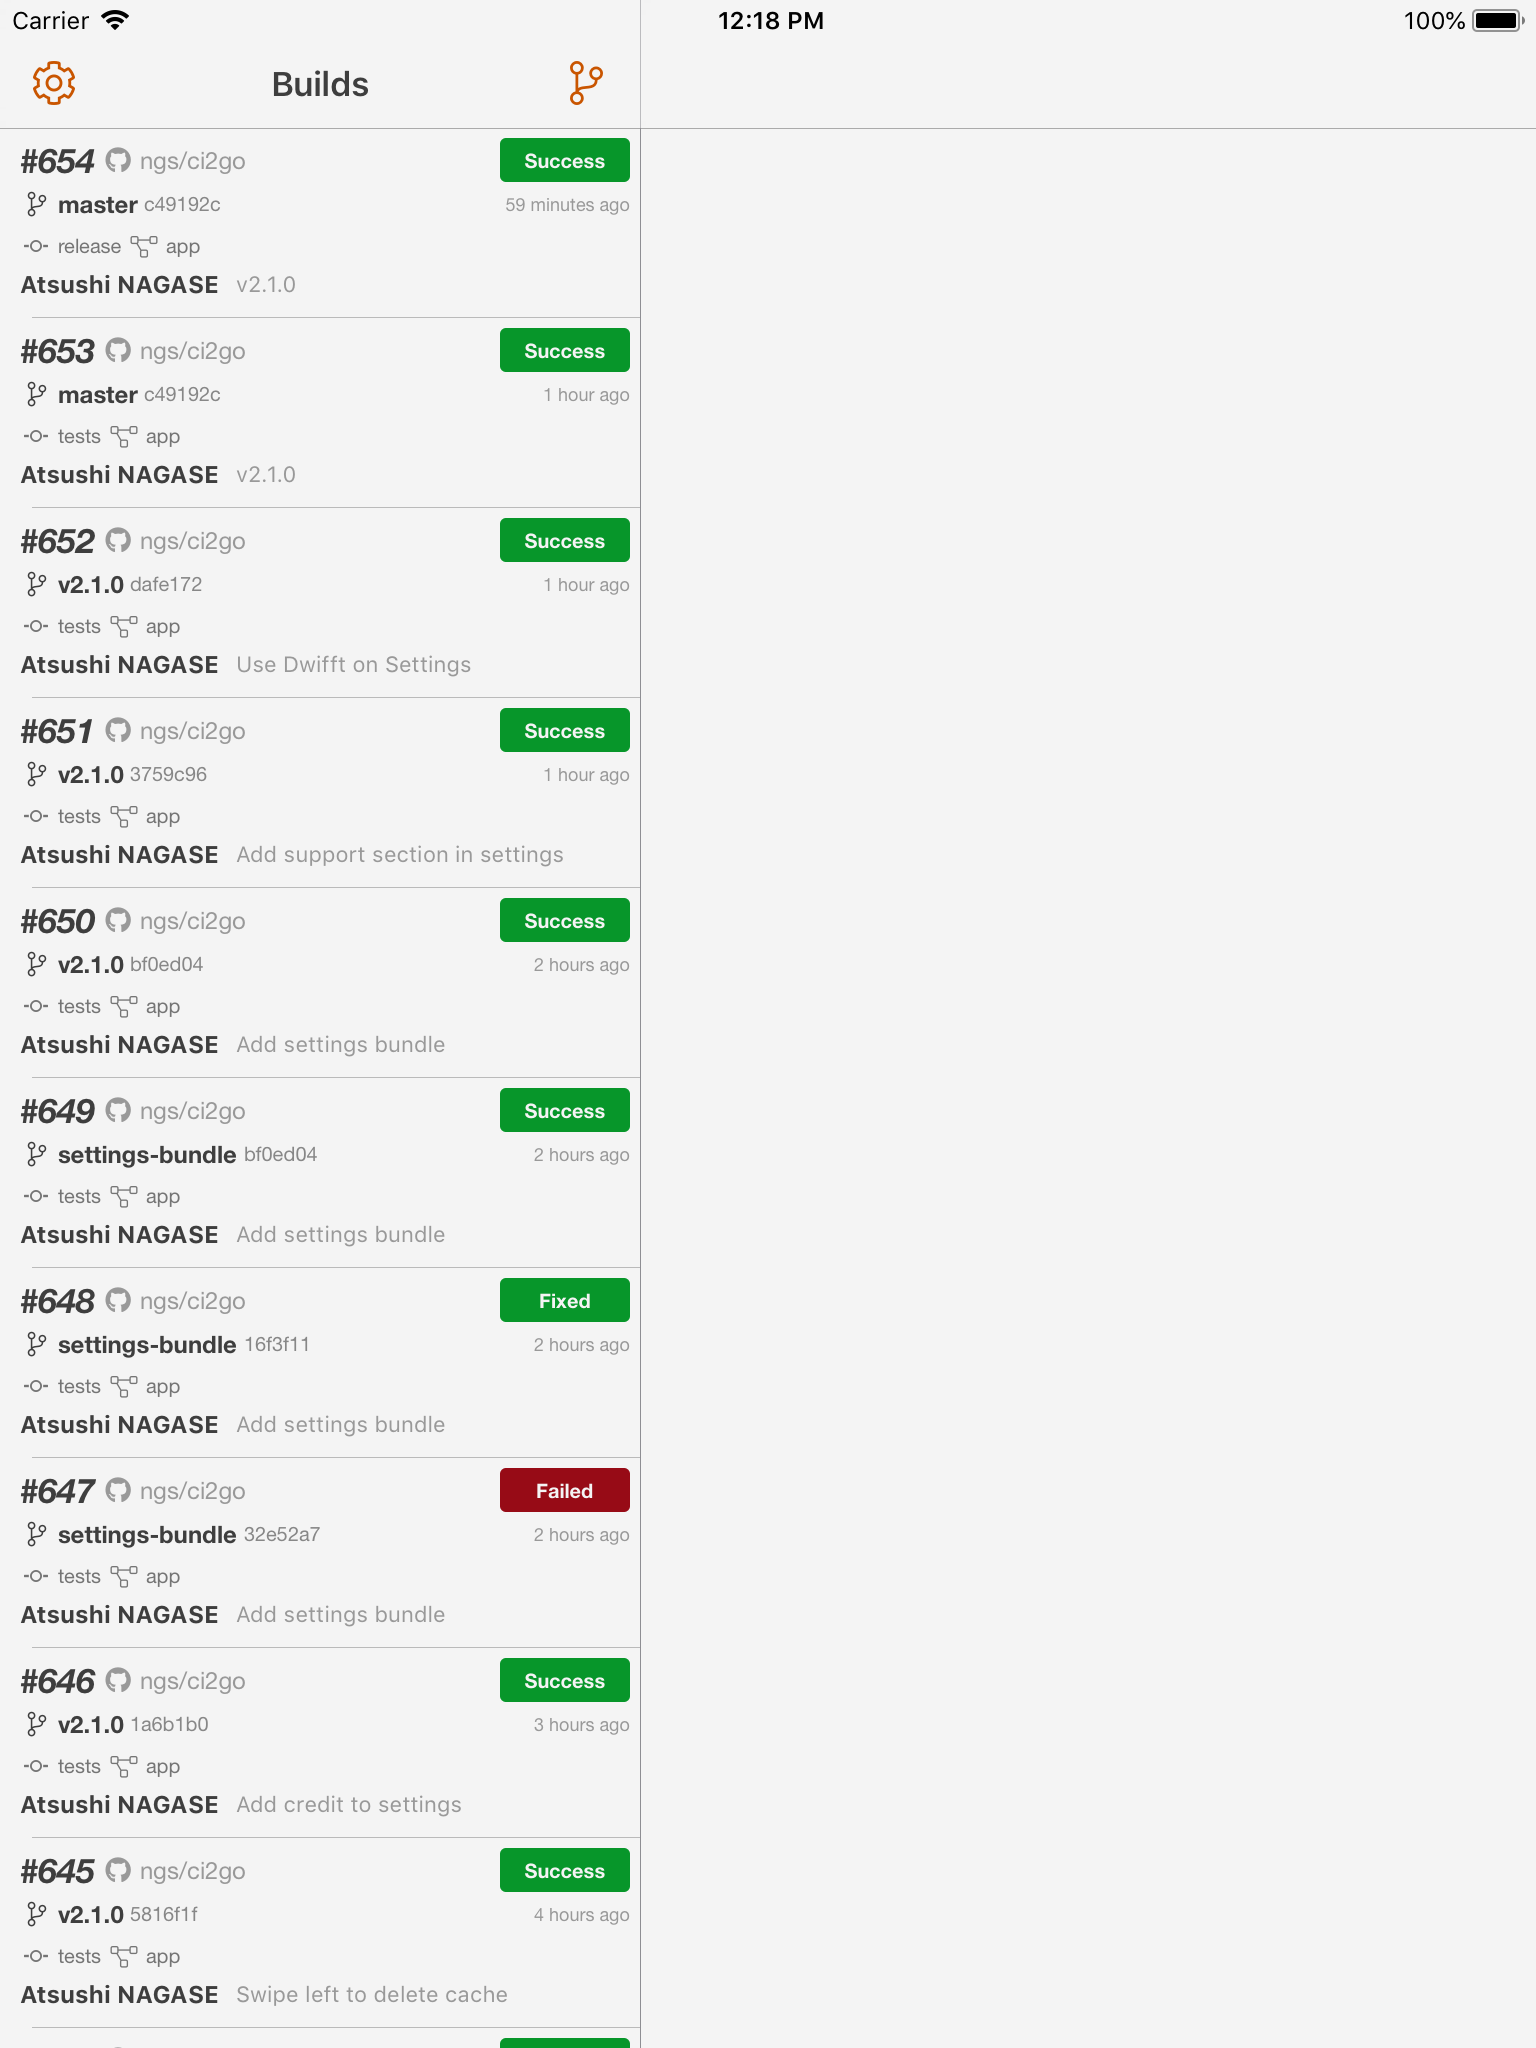 Carrier 12:18 PM 100%
Builds
#654 ngs/ci2go Success
master c49192c 59 minutes ago
release app
Atsushi NAGASE v2.1.0
#653 ngs/ci2go Success
master c49192c 1 hour ago
tests app
Atsushi NAGASE v2.1.0
#652 ngs/ci2go Success
v2.1.0 dafe172 1 hour ago
tests app
Atsushi NAGASE Use Dwifft on Settings
#651 ngs/ci2go Success
v2.1.0 3759c96 1 hour ago
tests app
Atsushi NAGASE Add support section in settings
#650 ngs/ci2go Success
v2.1.0 bf0ed04 2 hours ago
tests app
Atsushi NAGASE Add settings bundle
#649 ngs/ci2go Success
settings-bundle bf0ed04 2 hours ago
tests app
Atsushi NAGASE Add settings bundle
#648 ngs/ci2go Fixed
settings-bundle 16f3f11 2 hours ago
tests app
Atsushi NAGASE Add settings bundle
#647 ngs/ci2go Failed
settings-bundle 32e52a7 2 hours ago
tests app
Atsushi NAGASE Add settings bundle
#646 ngs/ci2go Success
v2.1.0 1a6b1b0 3 hours ago
tests app
Atsushi NAGASE Add credit to settings
#645 ngs/ci2go Success
v2.1.0 5816f1f 4 hours ago
tests app
Atsushi NAGASE Swipe left to delete cache